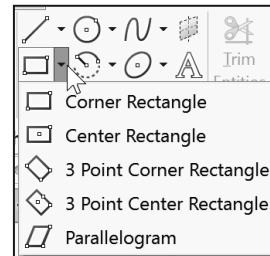 Trim
Entities
Corner Rectangle
Center Rectangle
3 Point Corner Rectangle
3 Point Center Rectangle
Parallelogram